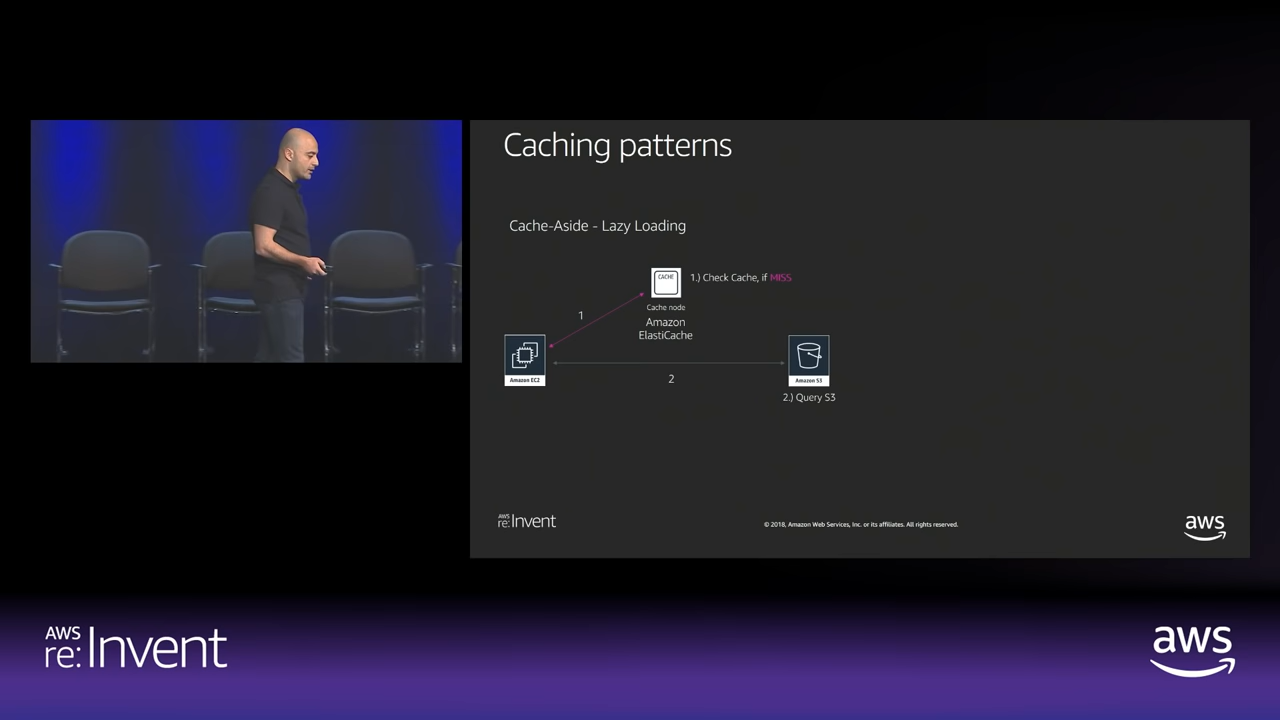 Caching patterns
Cache-Aside - Lazy Loading
CACHE
1.) Check Cache, if MISS
Cache node
Amazon
ElastiCache
1
Amazon EC2
2
Amazon S3
2.) Query S3
AWS
re:Invent
© 2018, Amazon Web Services, Inc. or its affiliates. All rights reserved.
aws
AWS
re:Invent
aws